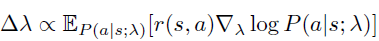 Δλ ∝ 𝔼_{P(a|s;λ)}[r(s, a)∇_λ log P(a|s; λ)]